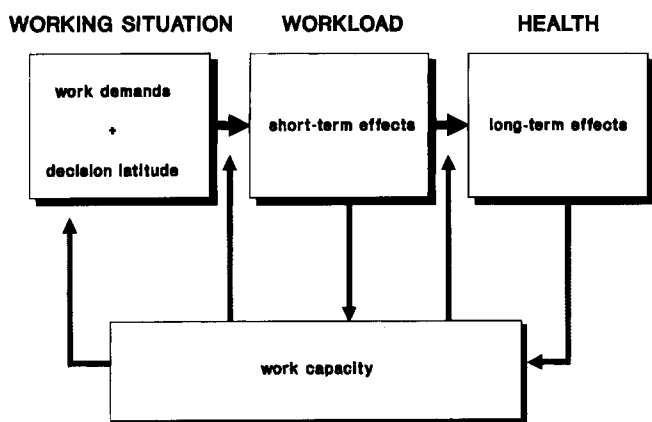 WORKING SITUATION
WORKLOAD
HEALTH
work demands
+
decision latitude
short-term effects
long-term effects
work capacity